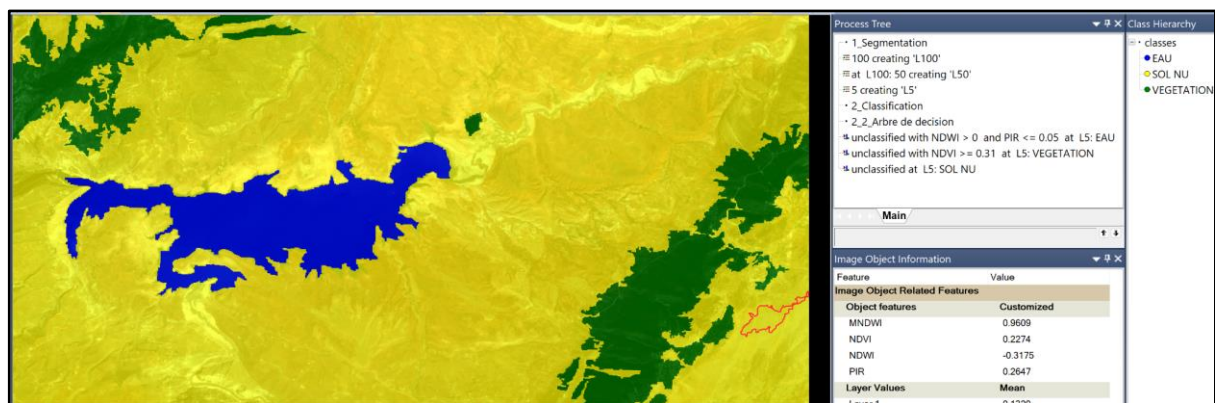 Process Tree
1_Segmentation
100 creating 'L100'
at L100: 50 creating 'L50'
5 creating 'L5'
2_Classification
2_2_Arbre de decision
unclassified with NDWI > 0 and PIR <= 0.05 at L5: EAU
unclassified with NDVI >= 0.31 at L5: VEGETATION
unclassified at L5: SOL NU
Main
Class Hierarchy
classes
EAU
SOL NU
VEGETATION
Image Object Information
Feature Value
Image Object Related Features
Object features Customized
MNDWI 0.9609
NDVI 0.2274
NDWI -0.3175
PIR 0.2647
Layer Values Mean